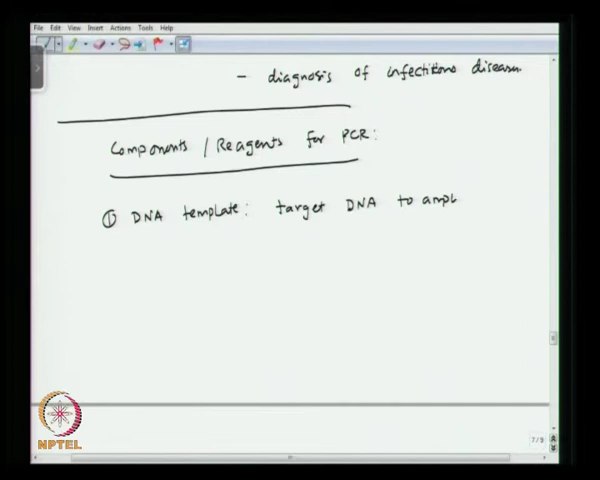 File Edit View Insert Actions Tools Help
- diagnosis of infectious disease
Components / Reagents for PCR:
① DNA template: target DNA to ampl
NPTEL
7/9